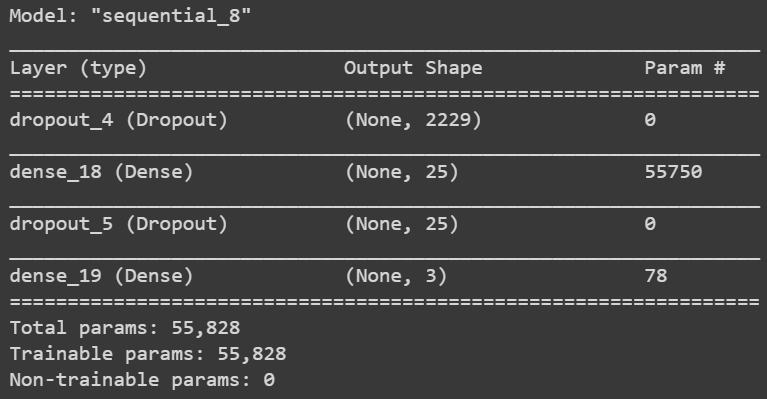 Model: "sequential_8"
Layer (type) Output Shape Param #
dropout_4 (Dropout) (None, 2229) 0
dense_18 (Dense) (None, 25) 55750
dropout_5 (Dropout) (None, 25) 0
dense_19 (Dense) (None, 3) 78
Total params: 55,828
Trainable params: 55,828
Non-trainable params: 0